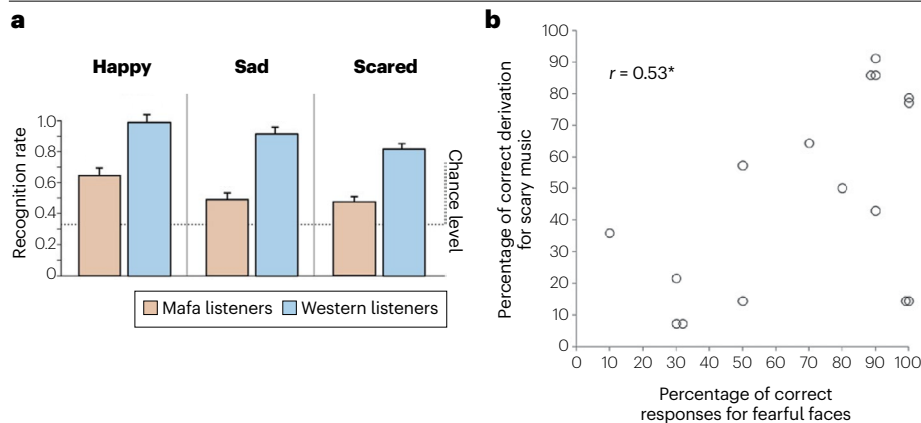 a
Happy Sad Scared
Recognition rate
1.0
0.8
0.6
0.4
0.2
0
Chance level
Mafa listeners Western listeners
b
Percentage of correct derivation
for scary music
100
90
80
70
60
50
40
30
20
10
0
r = 0.53*
0 10 20 30 40 50 60 70 80 90 100
Percentage of correct
responses for fearful faces